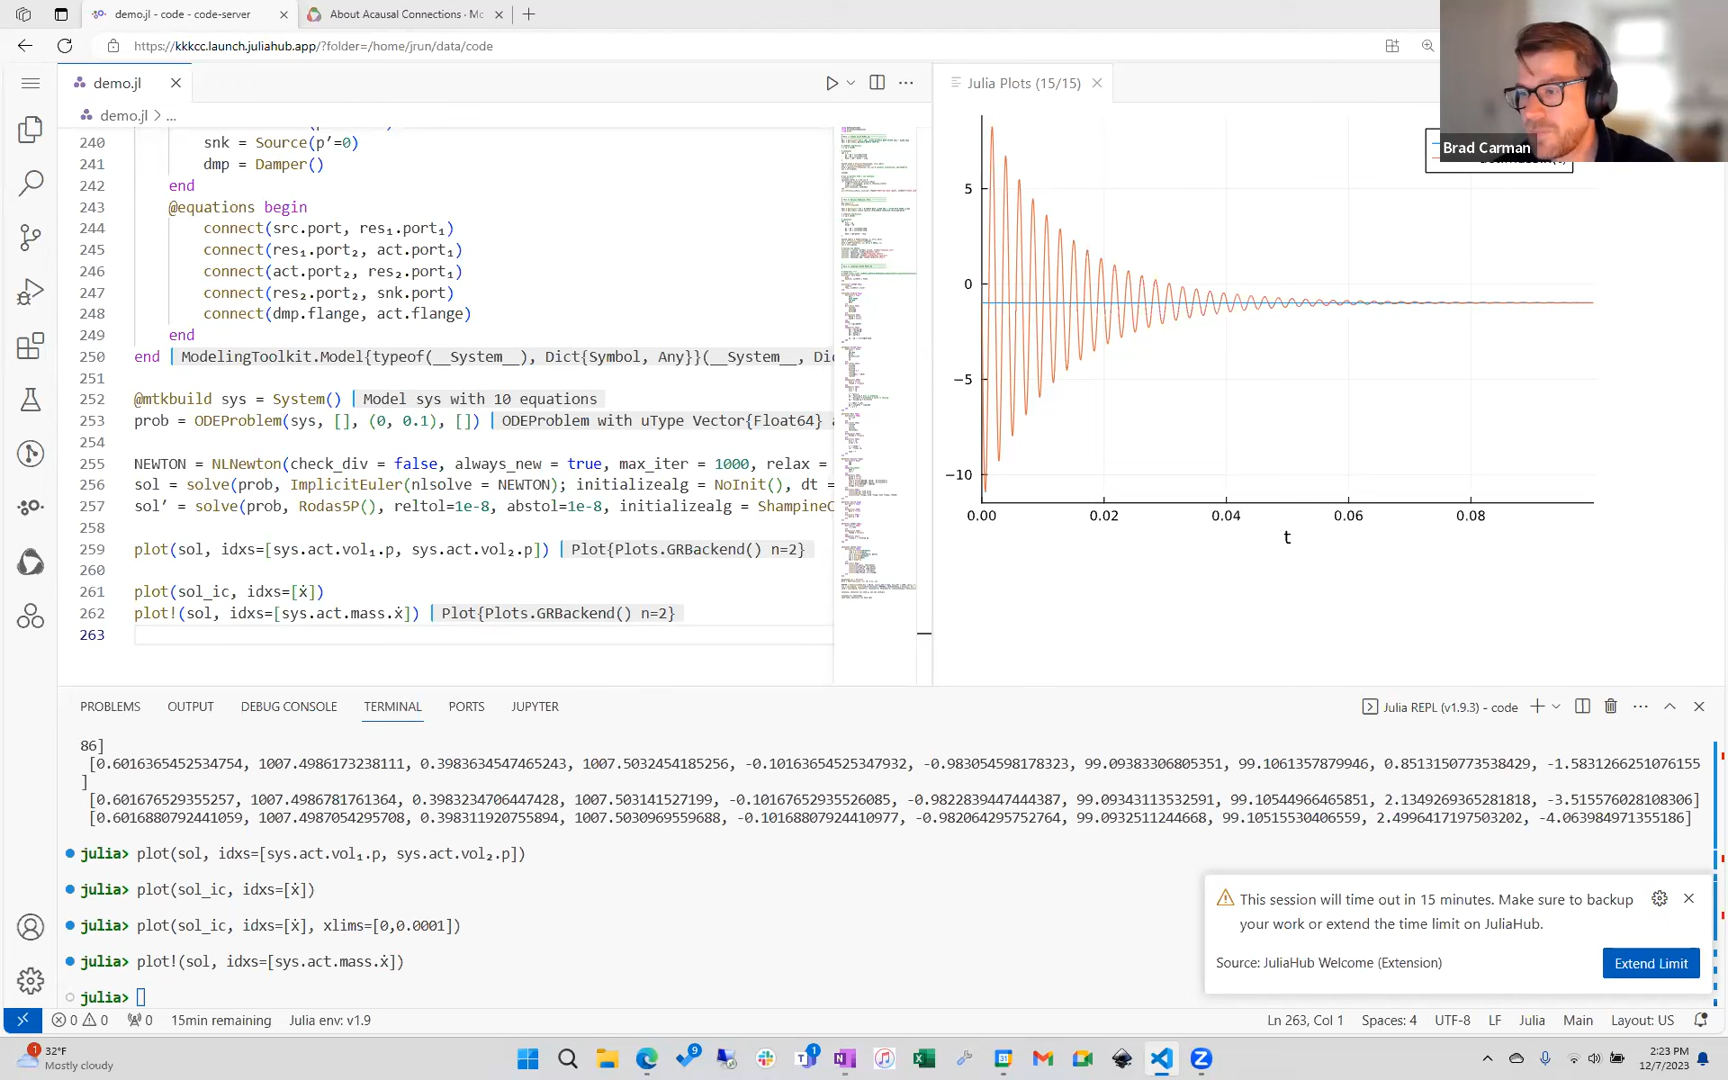 demo.jl - code - code-server
About Acausal Connections · Mo
https://kkkcc.launch.juliahub.app/?folder=/home/jrun/data/code
demo.jl
demo.jl > ...
Julia Plots (15/15)
Brad Carman
240 snk = Source(p'=0)
241 dmp = Damper()
242 end
243 @equations begin
244 connect(src.port, res₁.port₁)
245 connect(res₁.port₂, act.port₁)
246 connect(act.port₂, res₂.port₁)
247 connect(res₂.port₂, snk.port)
248 connect(dmp.flange, act.flange)
249 end
250 end ModelingToolkit.Model{typeof(__System__), Dict{Symbol, Any}}(__System__, Dic
251
252 @mtkbuild sys = System() Model sys with 10 equations
253 prob = ODEProblem(sys, [], (0, 0.1), []) ODEProblem with uType Vector{Float64} a
254
255 NEWTON = NLNewton(check_div = false, always_new = true, max_iter = 1000, relax =
256 sol = solve(prob, ImplicitEuler(nlsolve = NEWTON); initializealg = NoInit(), dt =
257 sol' = solve(prob, Rodas5P(), reltol=1e-8, abstol=1e-8, initializealg = ShampineC
258
259 plot(sol, idxs=[sys.act.vol₁.p, sys.act.vol₂.p]) Plot{Plots.GRBackend() n=2}
260
261 plot(sol_ic, idxs=[ẋ])
262 plot!(sol, idxs=[sys.act.mass.ẋ]) Plot{Plots.GRBackend() n=2}
263
5
0
−5
−10
0.00 0.02 0.04 0.06 0.08
t
PROBLEMS OUTPUT DEBUG CONSOLE TERMINAL PORTS JUPYTER
Julia REPL (v1.9.3) - code
86]
[0.6016365452534754, 1007.4986173238111, 0.3983634547465243, 1007.5032454185256, -0.10163654525347932, -0.983054598178323, 99.09383306805351, 99.1061357879946, 0.8513150773538429, -1.5831266251076155
]
[0.601676529355257, 1007.4986781761364, 0.3983234706447428, 1007.503141527199, -0.10167652935526085, -0.9822839447444387, 99.09343113532591, 99.10544966465851, 2.1349269365281818, -3.515576028108306]
[0.6016880792441059, 1007.4987054295708, 0.398311920755894, 1007.5030969559688, -0.10168807924410977, -0.982064295752764, 99.0932511244668, 99.10515530406559, 2.4996417197503202, -4.063984971355186]
julia> plot(sol, idxs=[sys.act.vol₁.p, sys.act.vol₂.p])
julia> plot(sol_ic, idxs=[ẋ])
julia> plot(sol_ic, idxs=[ẋ], xlims=[0,0.0001])
julia> plot!(sol, idxs=[sys.act.mass.ẋ])
julia>
This session will time out in 15 minutes. Make sure to backup
your work or extend the time limit on JuliaHub.
Source: JuliaHub Welcome (Extension)
Extend Limit
0 0 0 15min remaining Julia env: v1.9
Ln 263, Col 1 Spaces: 4 UTF-8 LF Julia Main Layout: US
1
32°F
Mostly cloudy
9
1
2:23 PM
12/7/2023